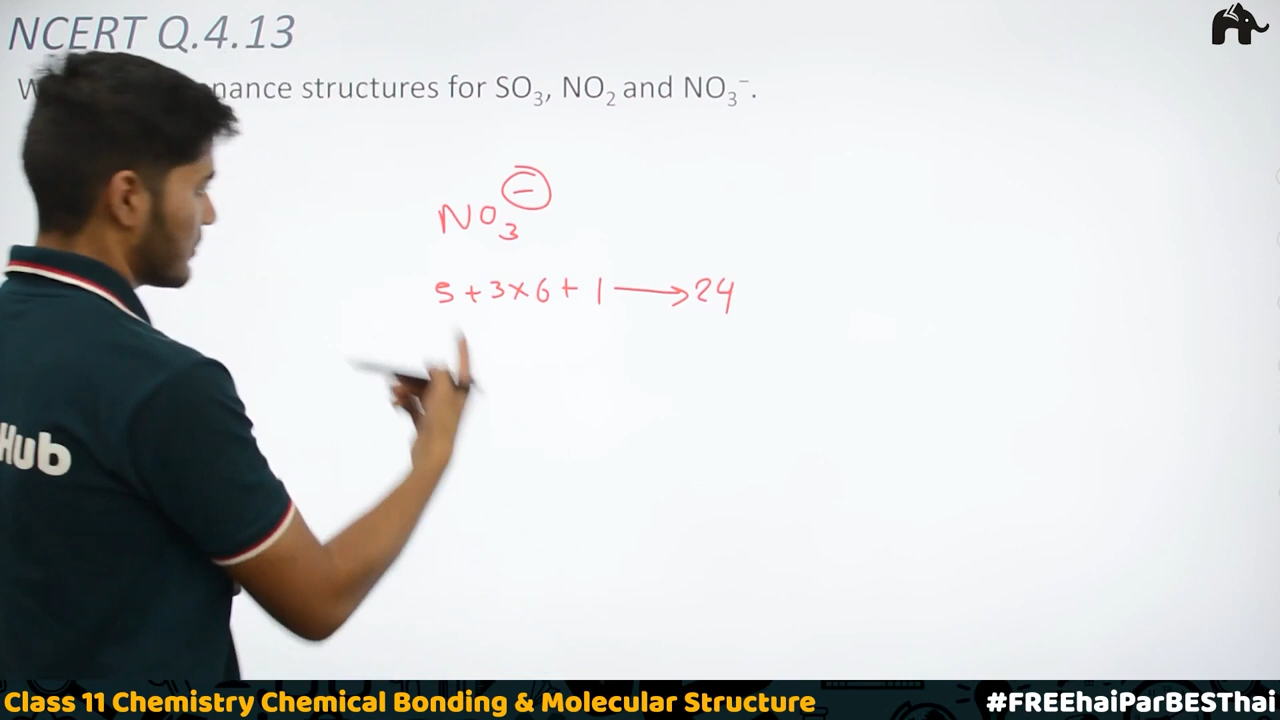 NCERT Q.4.13
nance structures for SO₃, NO₂ and NO₃⁻.
NO₃⁻
5+3×6+1⟶24
Hub
Class 11 Chemistry Chemical Bonding & Molecular Structure
#FREEhaiParBESThai